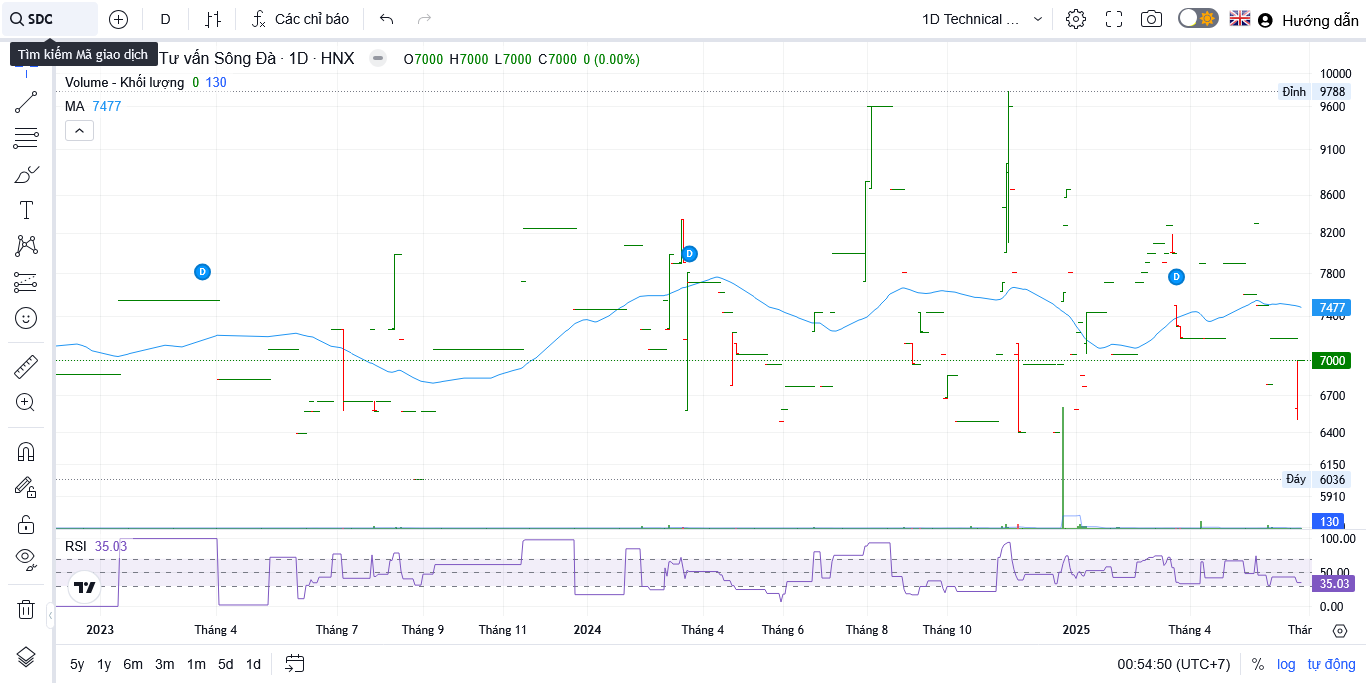 SDC
D
Các chỉ báo
1D Technical ...
Hướng dẫn
Tìm kiếm Mã giao dịch
Tư vấn Sông Đà · 1D · HNX
O7000 H7000 L7000 C7000 0 (0.00%)
Volume - Khối lượng 0 130
MA 7477
10000
Đỉnh 9788
9600
9100
8600
8200
D
D
D
7800
7477
7400
7000
6700
6400
6150
Đáy 6036
5910
130
RSI 35.03
100.00
50.00
35.03
0.00
2023 Tháng 4 Tháng 7 Tháng 9 Tháng 11 2024 Tháng 4 Tháng 6 Tháng 8 Tháng 10 2025 Tháng 4 Thár
5y 1y 6m 3m 1m 5d 1d
00:54:50 (UTC+7) % log tự động